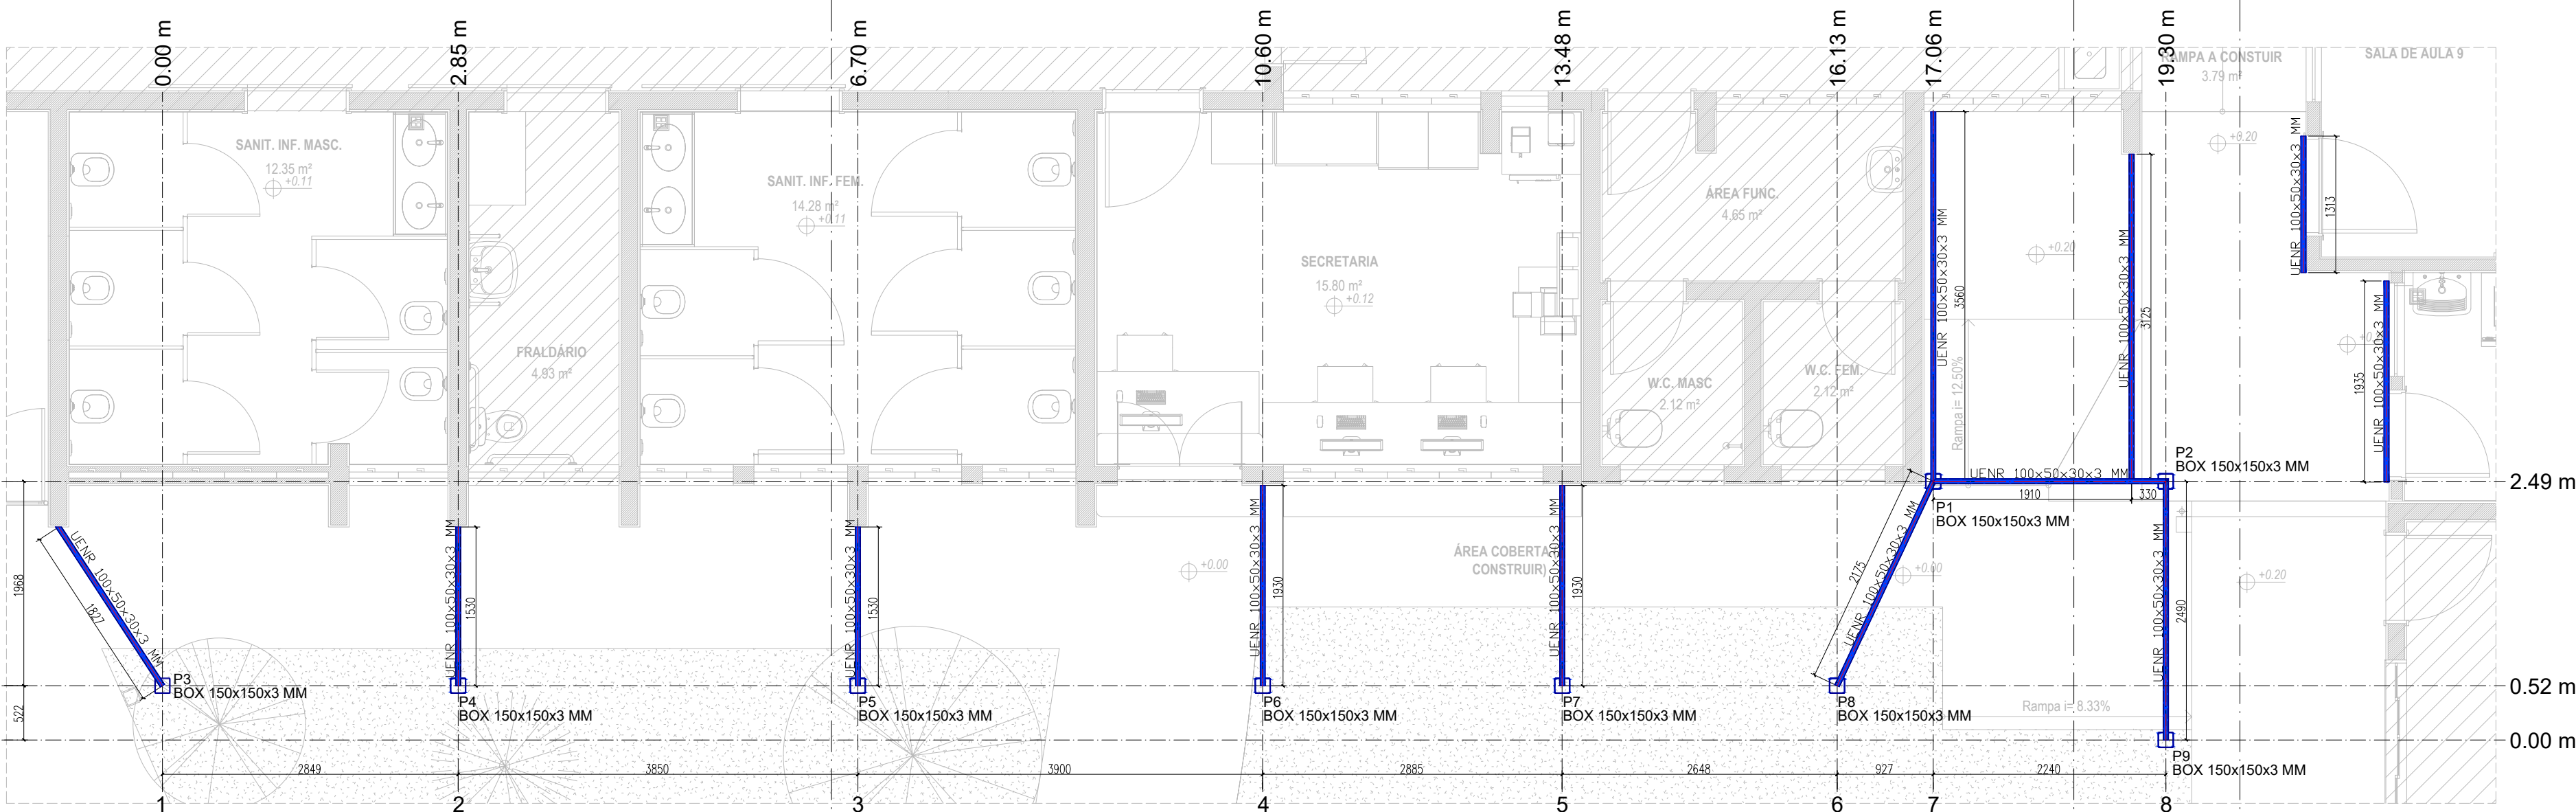 0.00 m
2.85 m
6.70 m
10.60 m
13.48 m
16.13 m
17.06 m
19.30 m
RAMPA A CONSTUIR
3.79 m
SALA DE AULA 9
+0.20
SANIT. INF. MASC.
12.35 m²
+0.11
SANIT. INF. FEM.
14.28 m²
+0.11
FRALDÁRIO
4.93 m²
SECRETARIA
15.80 m²
+0.12
ÁREA FUNC.
4.65 m²
W.C. MASC
2.12 m²
W.C. FEM.
2.12 m²
UENR 100x50x30x3 MM
3560
Rampa i= 12.50%
+0.20
UENR 100x50x30x3 MM
3125
UENR 100x50x30x3 MM
1313
UENR 100x50x30x3 MM
1935
UENR 100x50x30x3 MM
1910
330
P2
BOX 150x150x3 MM
2.49 m
P1
BOX 150x150x3 MM
1968
522
UENR 100x50x30x3 MM
1827
UENR 100x50x30x3 MM
1530
UENR 100x50x30x3 MM
1530
+0.00
UENR 100x50x30x3 MM
1930
ÁREA COBERTA
CONSTRUIR)
UENR 100x50x30x3 MM
1930
2175
UENR 100x50x30x3 MM
+0.00
UENR 100x50x30x3 MM
2490
+0.20
P3
BOX 150x150x3 MM
P4
BOX 150x150x3 MM
P5
BOX 150x150x3 MM
P6
BOX 150x150x3 MM
P7
BOX 150x150x3 MM
P8
BOX 150x150x3 MM
0.52 m
Rampa i= 8.33%
0.00 m
P9
BOX 150x150x3 MM
2849
3850
3900
2885
2648
927
2240
1
2
3
4
5
6
7
8